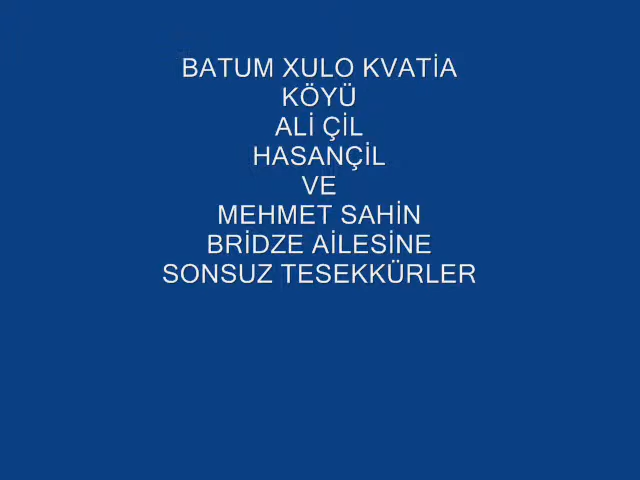 BATUM XULO KVATİA
KÖYÜ
ALİ ÇİL
HASANÇİL
VE
MEHMET SAHİN
BRİDZE AİLESİNE
SONSUZ TESEKKÜRLER